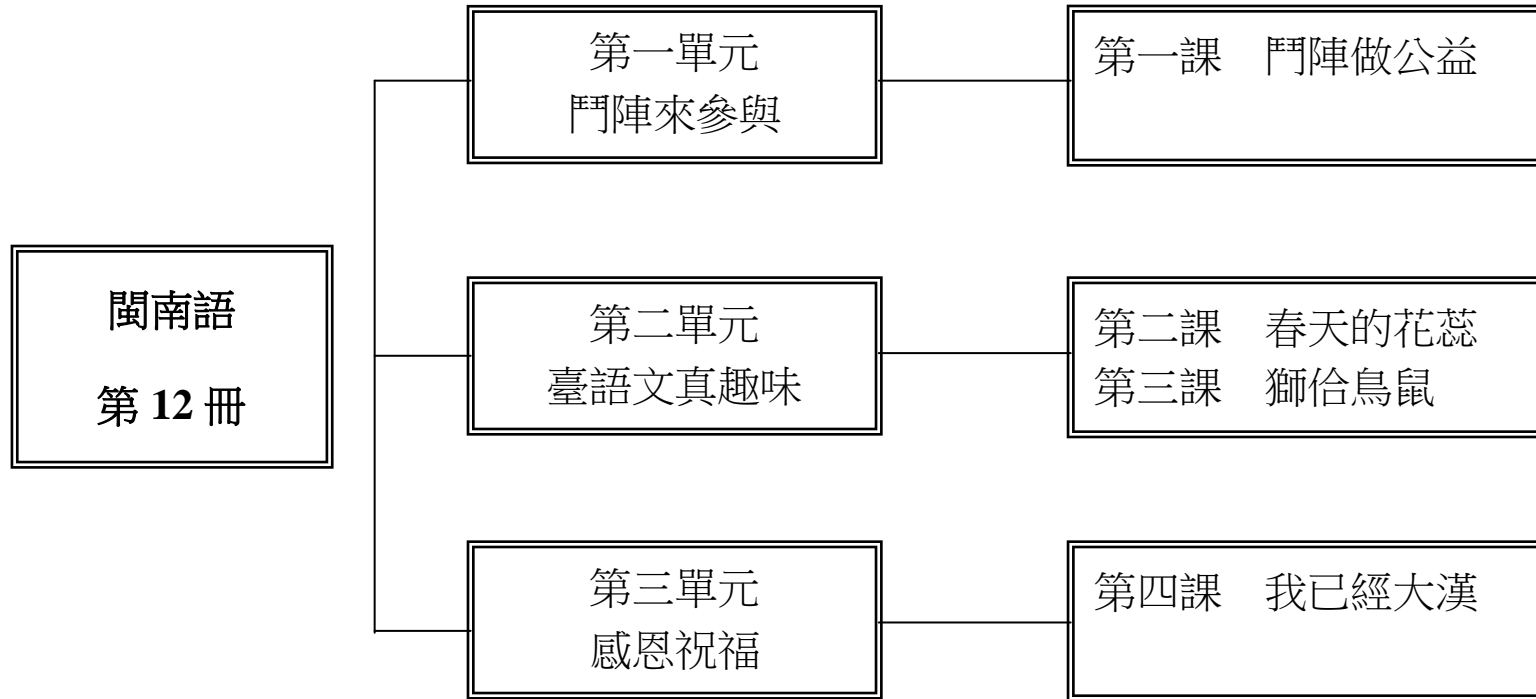 閩南語
第 12 冊
第一單元
鬥陣來參與
第一課　鬥陣做公益
第二單元
臺語文真趣味
第二課　春天的花蕊
第三課　獅佮鳥鼠
第三單元
感恩祝福
第四課　我已經大漢